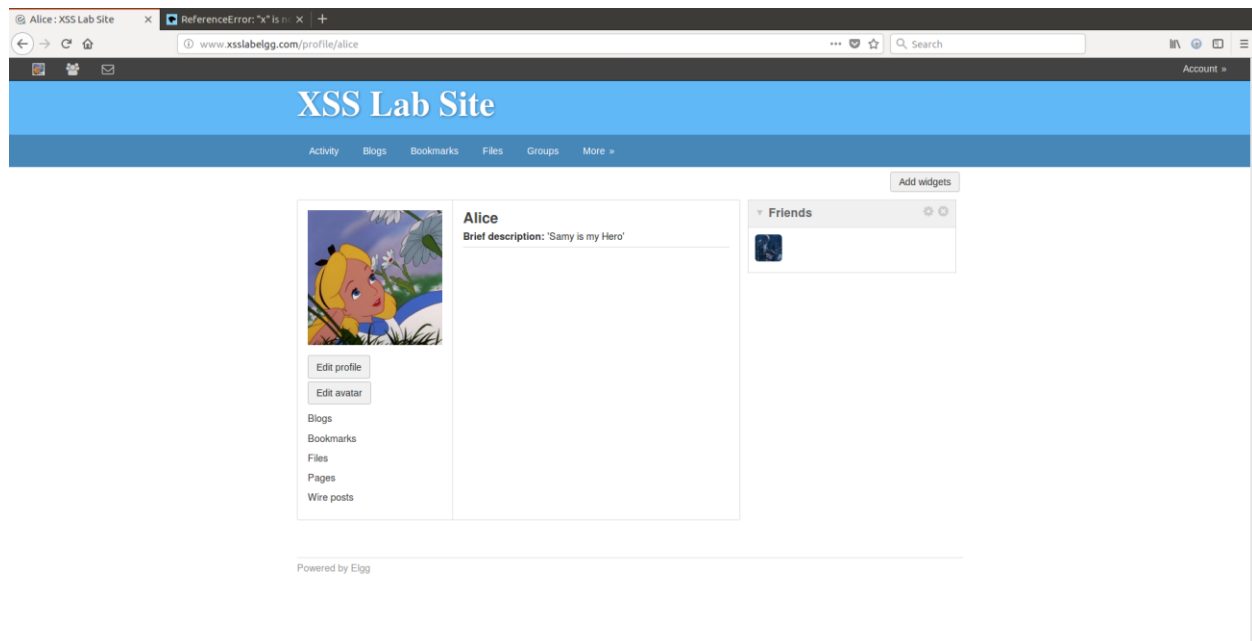 Alice : XSS Lab Site
ReferenceError: "x" is no
www.xsslabelgg.com/profile/alice
Search
Account »
XSS Lab Site
Activity Blogs Bookmarks Files Groups More »
Add widgets
Alice
Brief description: 'Samy is my Hero'
Friends
Edit profile
Edit avatar
Blogs
Bookmarks
Files
Pages
Wire posts
Powered by Elgg